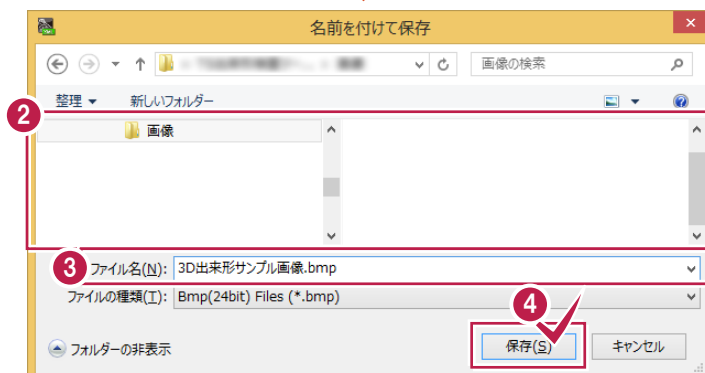 名前を付けて保存
画像の検索
整理 新しいフォルダー
2
画像
3 ファイル名(N): 3D出来形サンプル画像.bmp
ファイルの種類(T): Bmp(24bit) Files (*.bmp)
4
フォルダーの非表示 保存(S) キャンセル